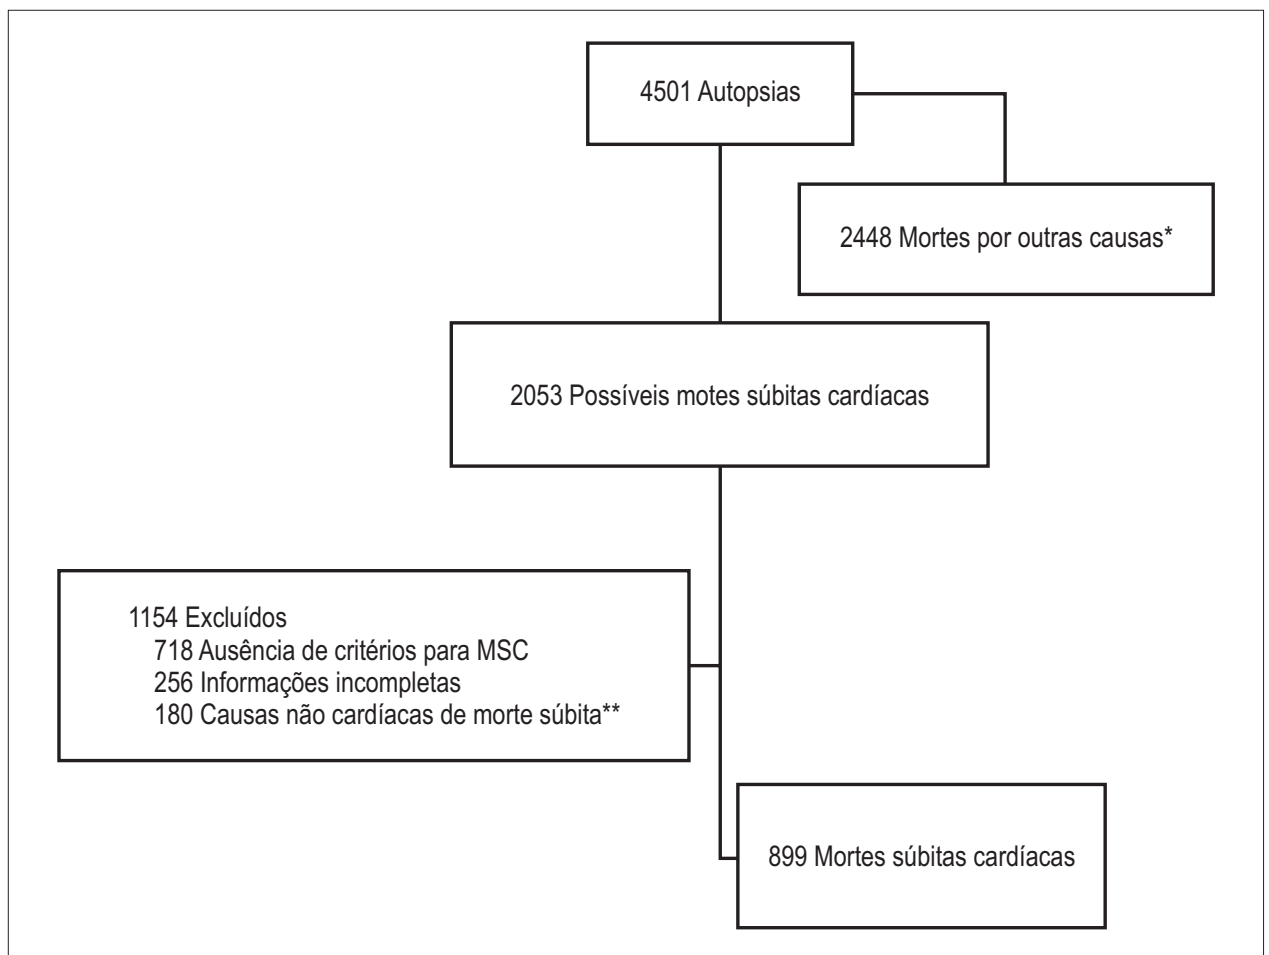 4501 Autopsias
2448 Mortes por outras causas*
2053 Possíveis motes súbitas cardíacas
1154 Excluídos
718 Ausência de critérios para MSC
256 Informações incompletas
180 Causas não cardíacas de morte súbita**
899 Mortes súbitas cardíacas